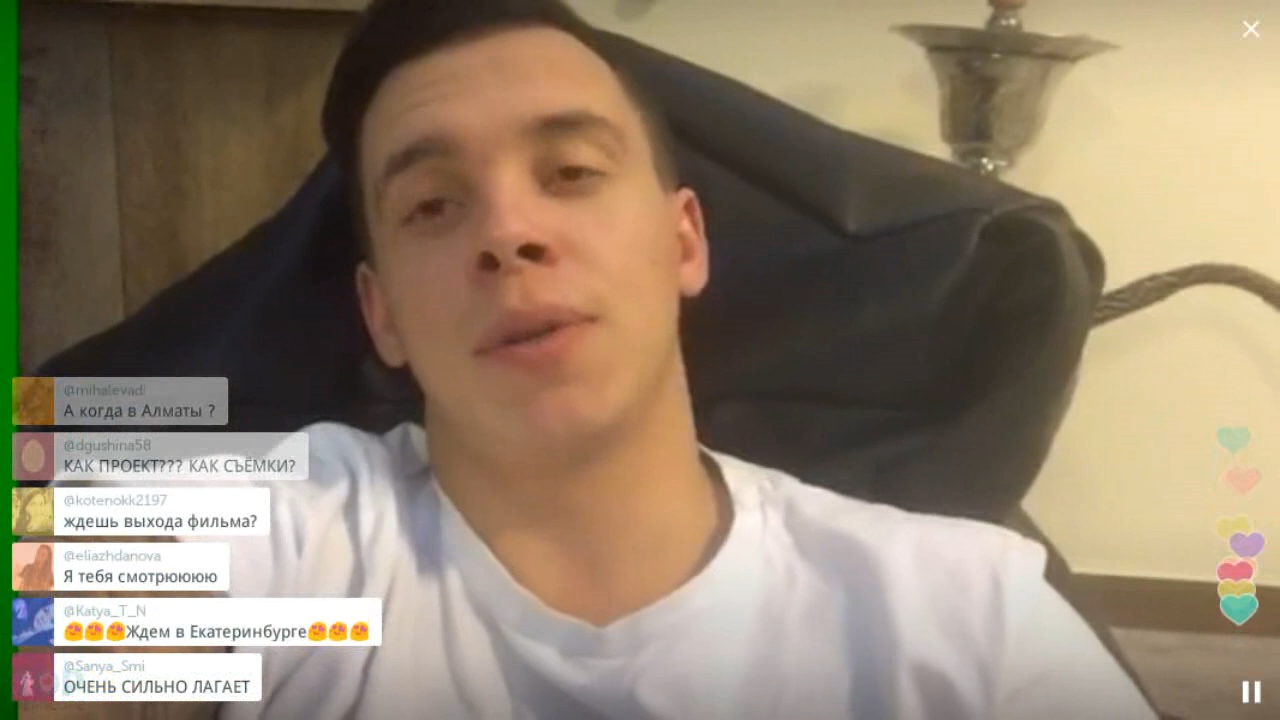 @mihalevadi
А когда в Алматы ?
@dgushina58
КАК ПРОЕКТ??? КАК СЪЁМКИ?
@kotenokk2197
ждешь выхода фильма?
@eliazhdanova
Я тебя смотрюююю
@Katya_T_N
😍😍😍Ждем в Екатеринбурге😍😍😍
@Sanya_Smi
ОЧЕНЬ СИЛЬНО ЛАГАЕТ